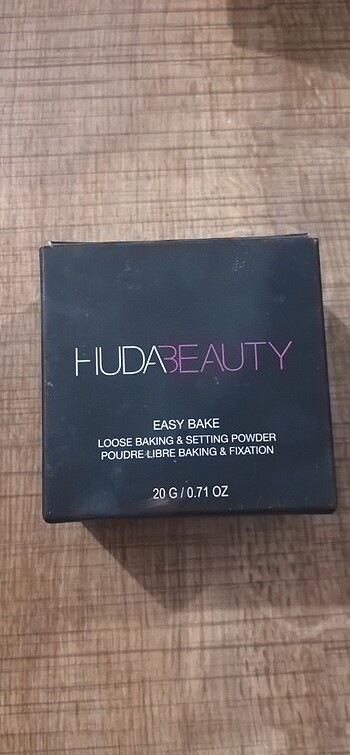 HUDABEAUTY
EASY BAKE
LOOSE BAKING & SETTING POWDER
POUDRE LIBRE BAKING & FIXATION
20 G / 0.71 OZ